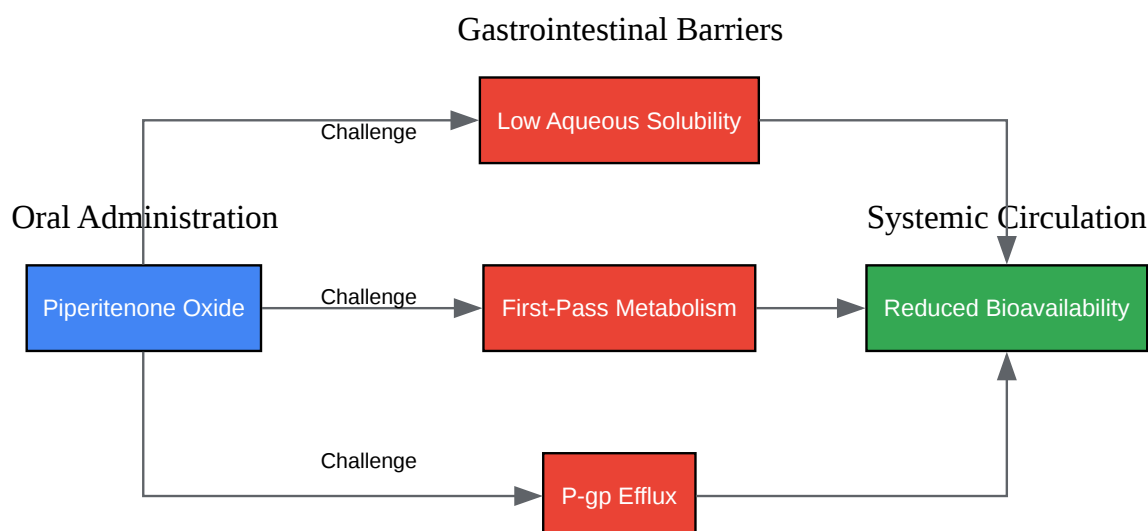 Gastrointestinal Barriers
Low Aqueous Solubility
Challenge
Oral Administration
Systemic Circulation
Piperitenone Oxide
Challenge
First-Pass Metabolism
Reduced Bioavailability
Challenge
P-gp Efflux